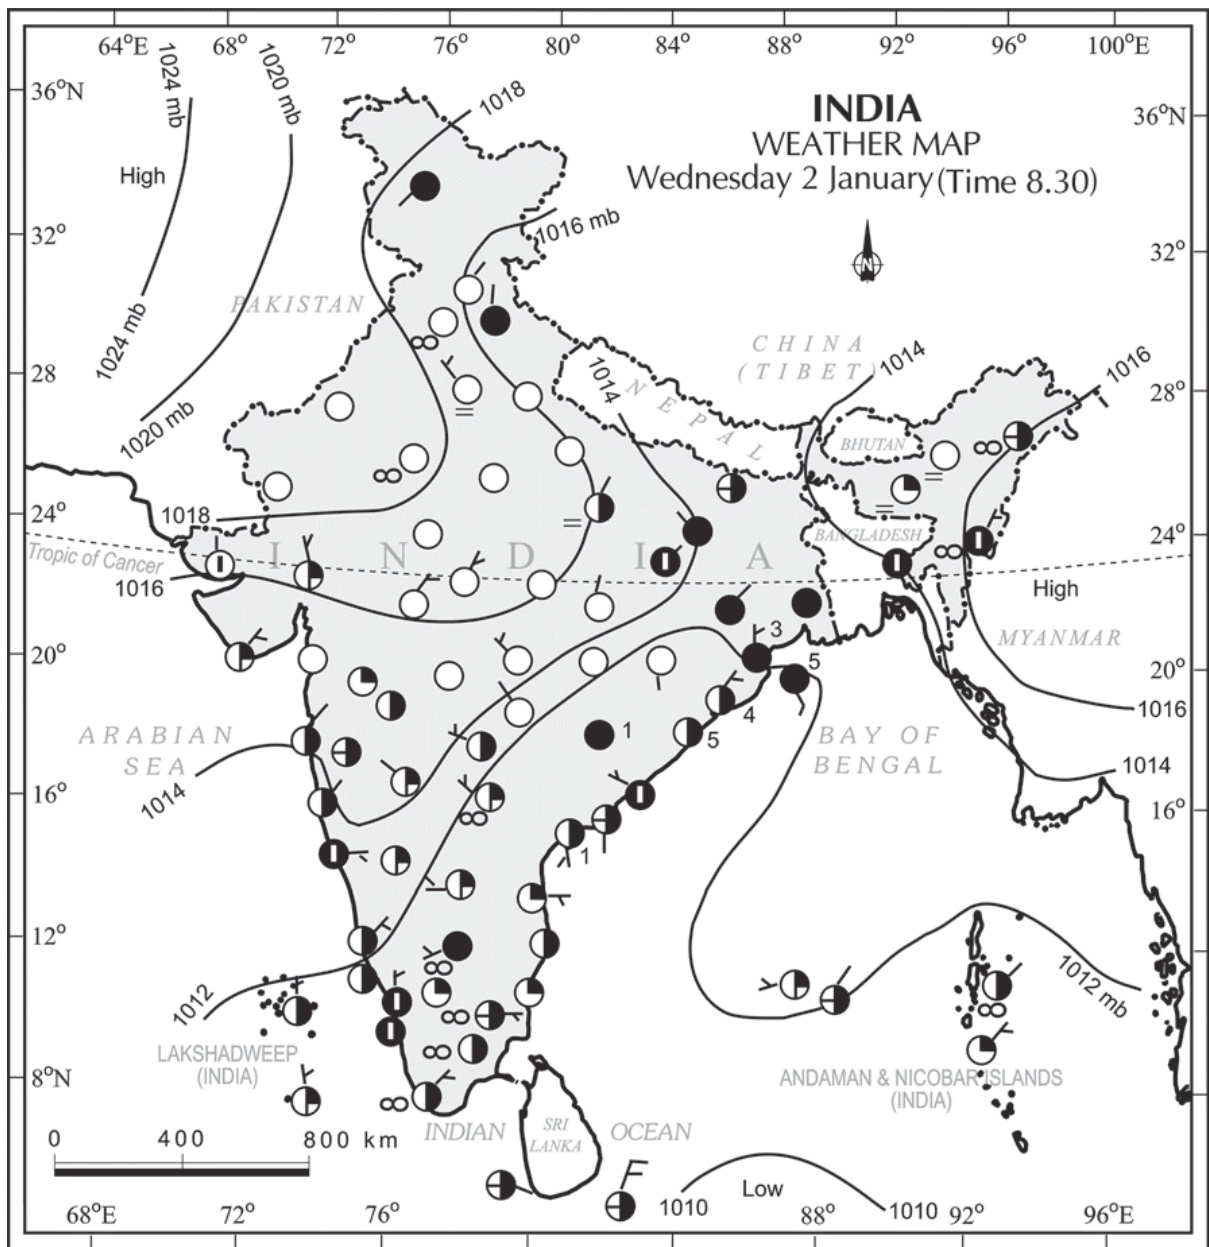 64°E 68° 72° 76° 80° 84° 88° 92° 96° 100°E
36°N
1024 mb
1020 mb
1018
INDIA
WEATHER MAP
Wednesday 2 January (Time 8.30)
36°N
High
32°
1016 mb
32°
N
PAKISTAN
1024 mb
1020 mb
CHINA
(TIBET)
1014
1016
28°
1014
NEPAL
28°
BHUTAN
24°
1018
BANGLADESH
24°
Tropic of Cancer
INDIA
1016
High
MYANMAR
3
20°
5
20°
ARABIAN
SEA
4
1
5
BAY OF
BENGAL
1016
1014
1014
16°
16°
1
12°
12°
1012
1012 mb
LAKSHADWEEP
(INDIA)
8°N
ANDAMAN & NICOBAR ISLANDS
(INDIA)
8°N
INDIAN OCEAN
SRI
LANKA
0 400 800 km
Low
1010
1010
68°E 72° 76° 88° 92° 96°E